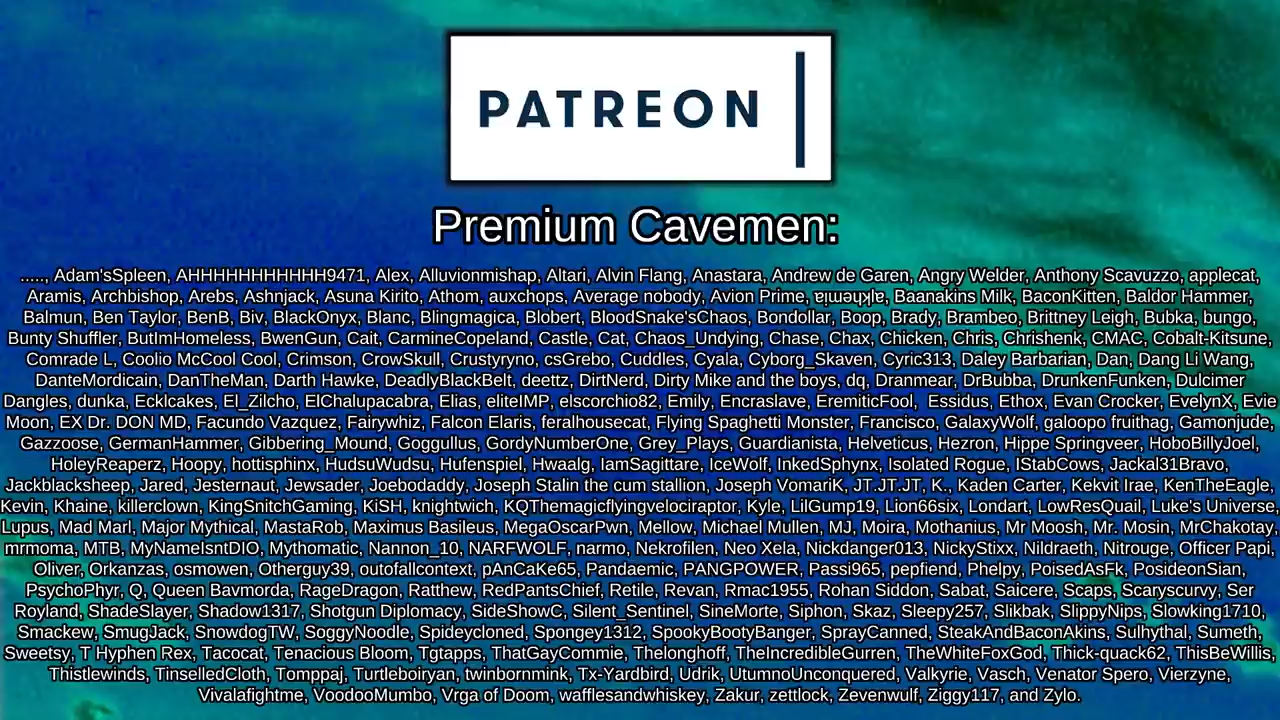 PATREON
Premium Cavemen:
....., Adam'sSpleen, AHHHHHHHHHHH9471, Alex, Alluvionmishap, Altari, Alvin Flang, Anastara, Andrew de Garen, Angry Welder, Anthony Scavuzzo, applecat,
Aramis, Archbishop, Arebs, Ashnjack, Asuna Kirito, Athom, auxchops, Average nobody, Avion Prime, ɐɯǝuʞlɐ, Baanakins Milk, BaconKitten, Baldor Hammer,
Balmun, Ben Taylor, BenB, Biv, BlackOnyx, Blanc, Blingmagica, Blobert, BloodSnake'sChaos, Bondollar, Boop, Brady, Brambeo, Brittney Leigh, Bubka, bungo,
Bunty Shuffler, ButImHomeless, BwenGun, Cait, CarmineCopeland, Castle, Cat, Chaos_Undying, Chase, Chax, Chicken, Chris, Chrishenk, CMAC, Cobalt-Kitsune,
Comrade L, Coolio McCool Cool, Crimson, CrowSkull, Crustyryno, csGrebo, Cuddles, Cyala, Cyborg_Skaven, Cyric313, Daley Barbarian, Dan, Dang Li Wang,
DanteMordicain, DanTheMan, Darth Hawke, DeadlyBlackBelt, deettz, DirtNerd, Dirty Mike and the boys, dq, Dranmear, DrBubba, DrunkenFunken, Dulcimer
Dangles, dunka, Ecklcakes, El_Zilcho, ElChalupacabra, Elias, eliteIMP, elscorchio82, Emily, Encraslave, EremiticFool, Essidus, Ethox, Evan Crocker, EvelynX, Evie
Moon, EX Dr. DON MD, Facundo Vazquez, Fairywhiz, Falcon Elaris, feralhousecat, Flying Spaghetti Monster, Francisco, GalaxyWolf, galoopo fruithag, Gamonjude,
Gazzoose, GermanHammer, Gibbering_Mound, Goggullus, GordyNumberOne, Grey_Plays, Guardianista, Helveticus, Hezron, Hippe Springveer, HoboBillyJoel,
HoleyReaperz, Hoopy, hottisphinx, HudsuWudsu, Hufenspiel, Hwaalg, IamSagittare, IceWolf, InkedSphynx, Isolated Rogue, IStabCows, Jackal31Bravo,
Jackblacksheep, Jared, Jesternaut, Jewsader, Joebodaddy, Joseph Stalin the cum stallion, Joseph VomariK, JT.JT.JT, K., Kaden Carter, Kekvit Irae, KenTheEagle,
Kevin, Khaine, killerclown, KingSnitchGaming, KiSH, knightwich, KQThemagicflyingvelociraptor, Kyle, LilGump19, Lion66six, Londart, LowResQuail, Luke's Universe,
Lupus, Mad Marl, Major Mythical, MastaRob, Maximus Basileus, MegaOscarPwn, Mellow, Michael Mullen, MJ, Moira, Mothanius, Mr Moosh, Mr. Mosin, MrChakotay,
mrmoma, MTB, MyNameIsntDIO, Mythomatic, Nannon_10, NARFWOLF, narmo, Nekrofilen, Neo Xela, Nickdanger013, NickyStixx, Nildraeth, Nitrouge, Officer Papi,
Oliver, Orkanzas, osmowen, Otherguy39, outofallcontext, pAnCaKe65, Pandaemic, PANGPOWER, Passi965, pepfiend, Phelpy, PoisedAsFk, PosideonSian,
PsychoPhyr, Q, Queen Bavmorda, RageDragon, Ratthew, RedPantsChief, Retile, Revan, Rmac1955, Rohan Siddon, Sabat, Saicere, Scaps, Scaryscurvy, Ser
Royland, ShadeSlayer, Shadow1317, Shotgun Diplomacy, SideShowC, Silent_Sentinel, SineMorte, Siphon, Skaz, Sleepy257, Slikbak, SlippyNips, Slowking1710,
Smackew, SmugJack, SnowdogTW, SoggyNoodle, Spideycloned, Spongey1312, SpookyBootyBanger, SprayCanned, SteakAndBaconAkins, Sulhythal, Sumeth,
Sweetsy, T Hyphen Rex, Tacocat, Tenacious Bloom, Tgtapps, ThatGayCommie, Thelonghoff, TheIncredibleGurren, TheWhiteFoxGod, Thick-quack62, ThisBeWillis,
Thistlewinds, TinselledCloth, Tomppaj, Turtleboiryan, twinbornmink, Tx-Yardbird, Udrik, UtumnoUnconquered, Valkyrie, Vasch, Venator Spero, Vierzyne,
Vivalafightme, VoodooMumbo, Vrga of Doom, wafflesandwhiskey, Zakur, zettlock, Zevenwulf, Ziggy117, and Zylo.